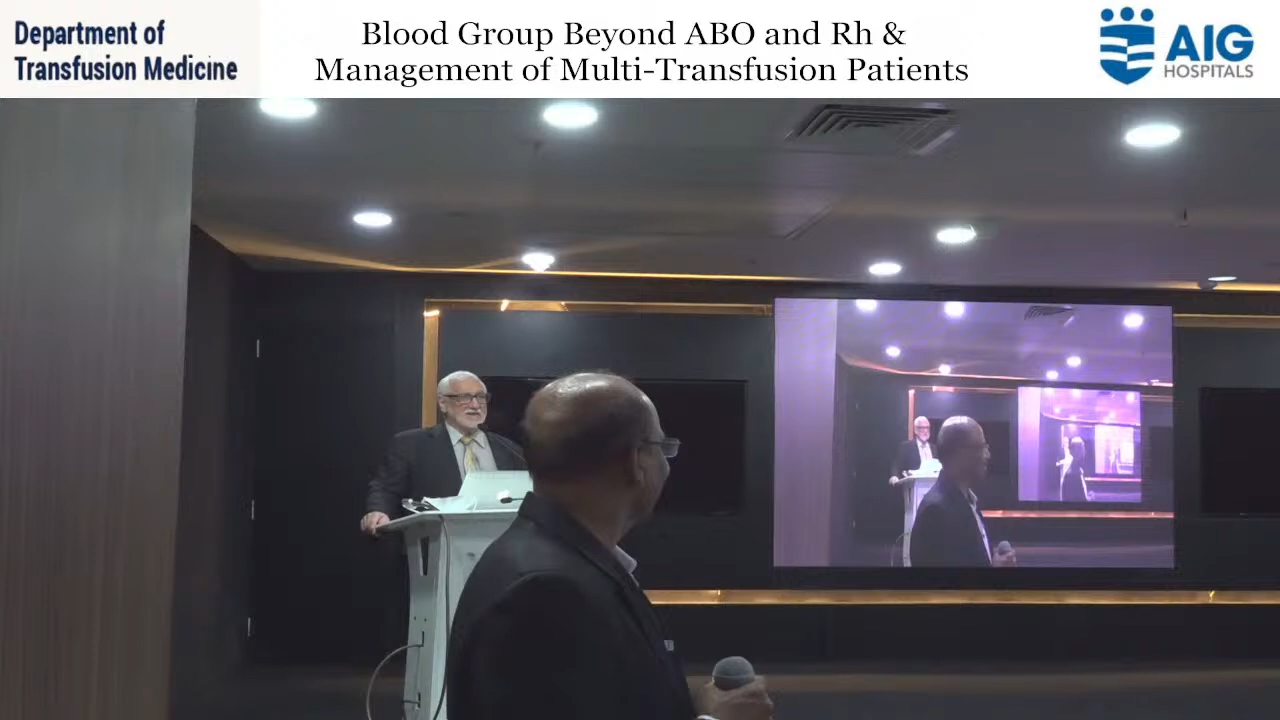 Department of
Transfusion Medicine
Blood Group Beyond ABO and Rh &
Management of Multi-Transfusion Patients
AIG
HOSPITALS